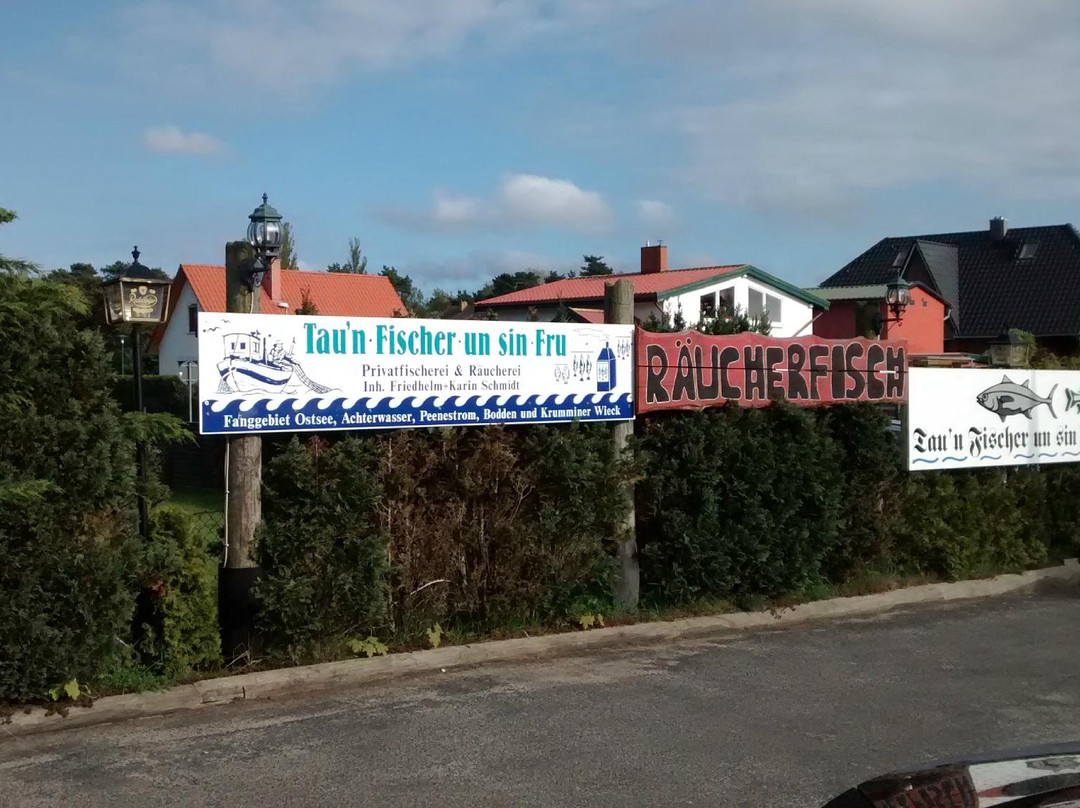 Tau'n·Fischer·un sin·Fru
Privatfischerei & Räucherei
Inh. Friedhelm+Karin Schmidt
Fanggebiet Ostsee, Achterwasser, Peenestrom, Bodden und Krumminer Wieck
RÄUCHERFISCH
Tau'n Fischer un sin